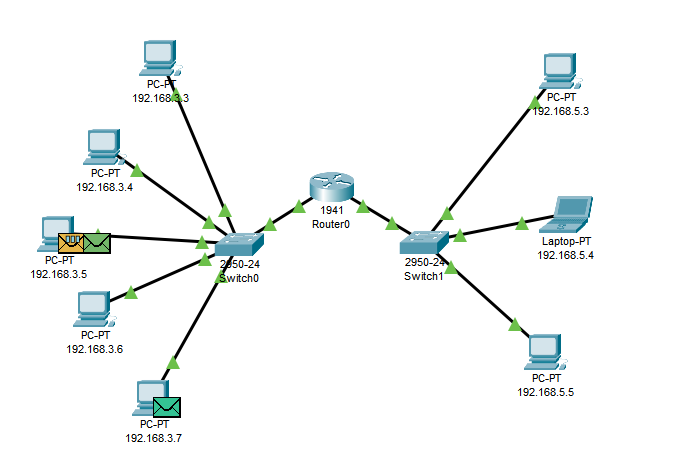 PC-PT
192.168.3.3
PC-PT
192.168.3.4
PC-PT
192.168.3.5
PC-PT
192.168.3.6
PC-PT
192.168.3.7
2950-24
Switch0
1941
Router0
2950-24
Switch1
PC-PT
192.168.5.3
Laptop-PT
192.168.5.4
PC-PT
192.168.5.5